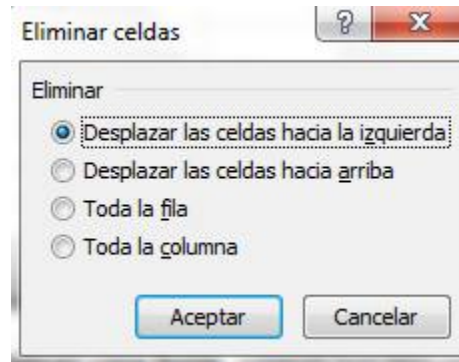 Eliminar celdas
Eliminar
Desplazar las celdas hacia la izquierda
Desplazar las celdas hacia arriba
Toda la fila
Toda la columna
Aceptar
Cancelar